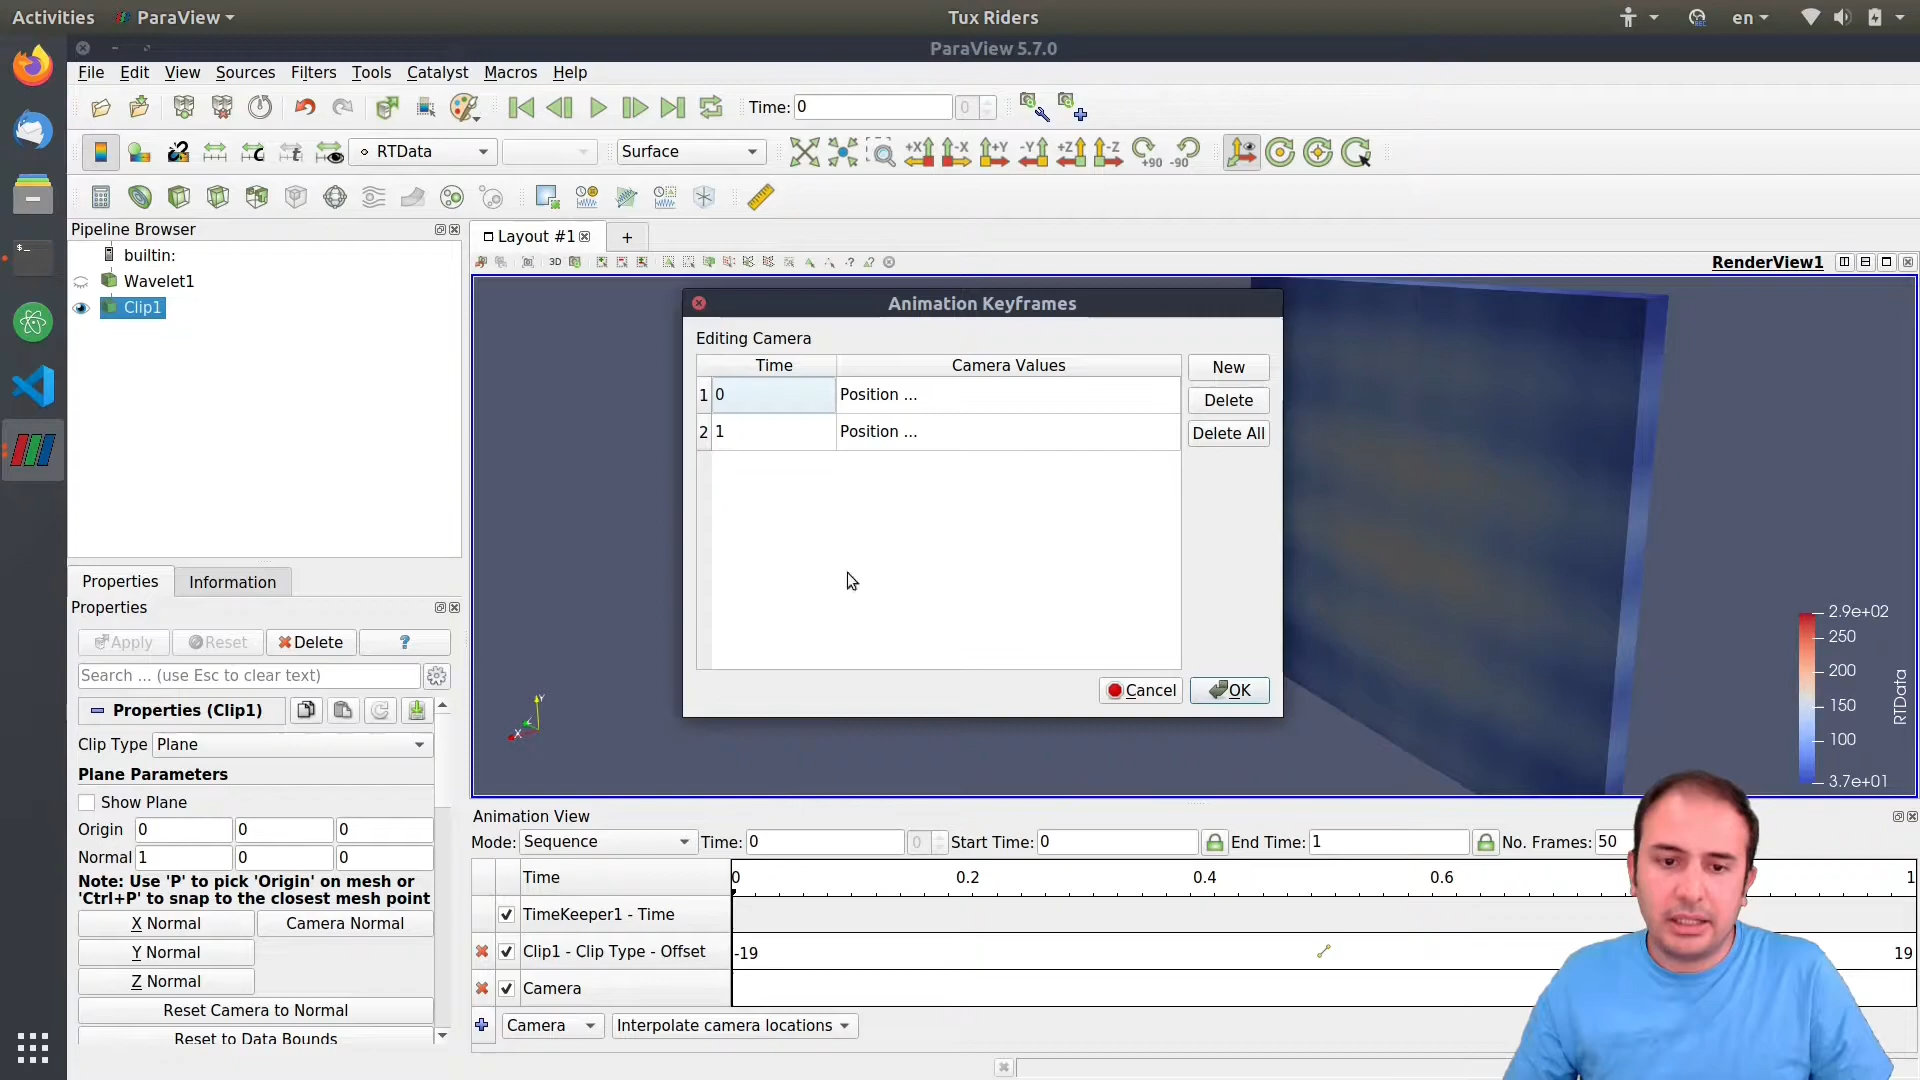 Activities ParaView Tux Riders en
ParaView 5.7.0
File Edit View Sources Filters Tools Catalyst Macros Help
Time: 0 0
RTData Surface +X -X +Y -Y +Z -Z +90 -90
Pipeline Browser
Layout #1 +
builtin:
Wavelet1
Clip1
3D
RenderView1
Animation Keyframes
Editing Camera
Time Camera Values
1 0 Position ...
2 1 Position ...
New
Delete
Delete All
Cancel OK
Properties Information
Properties
Apply Reset Delete ?
Search ... (use Esc to clear text)
Properties (Clip1)
Clip Type Plane
Plane Parameters
Show Plane
Origin 0 0 0
Normal 1 0 0
Note: Use 'P' to pick 'Origin' on mesh or
'Ctrl+P' to snap to the closest mesh point
X Normal Camera Normal
Y Normal
Z Normal
Reset Camera to Normal
Reset to Data Bounds
Y
X
2.9e+02
250
200
150
100
3.7e+01
RTData
Animation View
Mode: Sequence Time: 0 0 Start Time: 0 End Time: 1 No. Frames: 50
Time 0 0.2 0.4 0.6 1
TimeKeeper1 - Time
Clip1 - Clip Type - Offset -19 19
Camera
Camera Interpolate camera locations